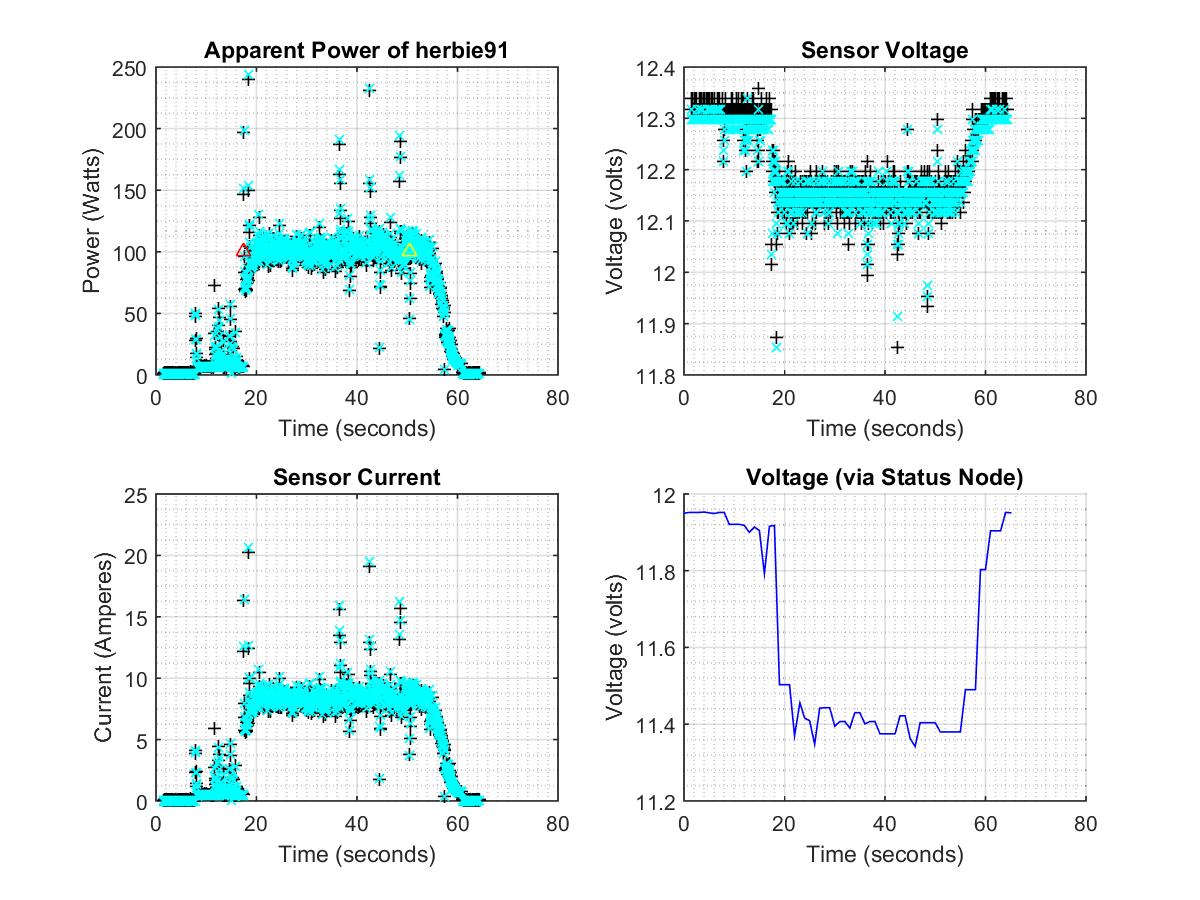 Apparent Power of herbie91
250
200
150
100
50
0
Power (Watts)
0 20 40 60 80
Time (seconds)
Sensor Voltage
12.4
12.3
12.2
12.1
12
11.9
11.8
Voltage (volts)
0 20 40 60 80
Time (seconds)
Sensor Current
25
20
15
10
5
0
Current (Amperes)
0 20 40 60 80
Time (seconds)
Voltage (via Status Node)
12
11.8
11.6
11.4
11.2
Voltage (volts)
0 20 40 60 80
Time (seconds)